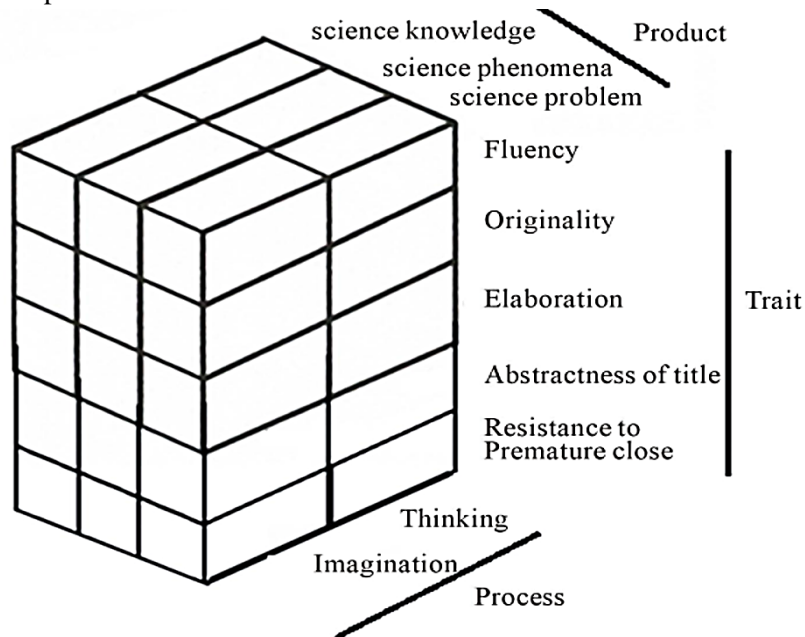 science knowledge
Product
science phenomena
science problem
Fluency
Originality
Elaboration
Trait
Abstractness of title
Resistance to
Premature close
Thinking
Imagination
Process